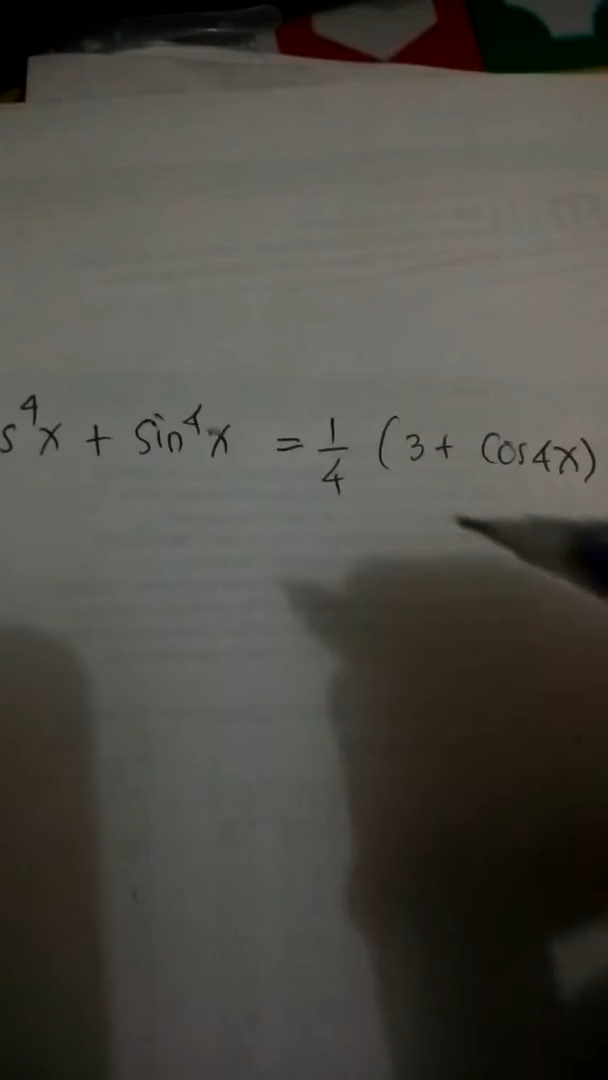 s⁴x + sin⁴x = 1/4 (3 + cos4x)